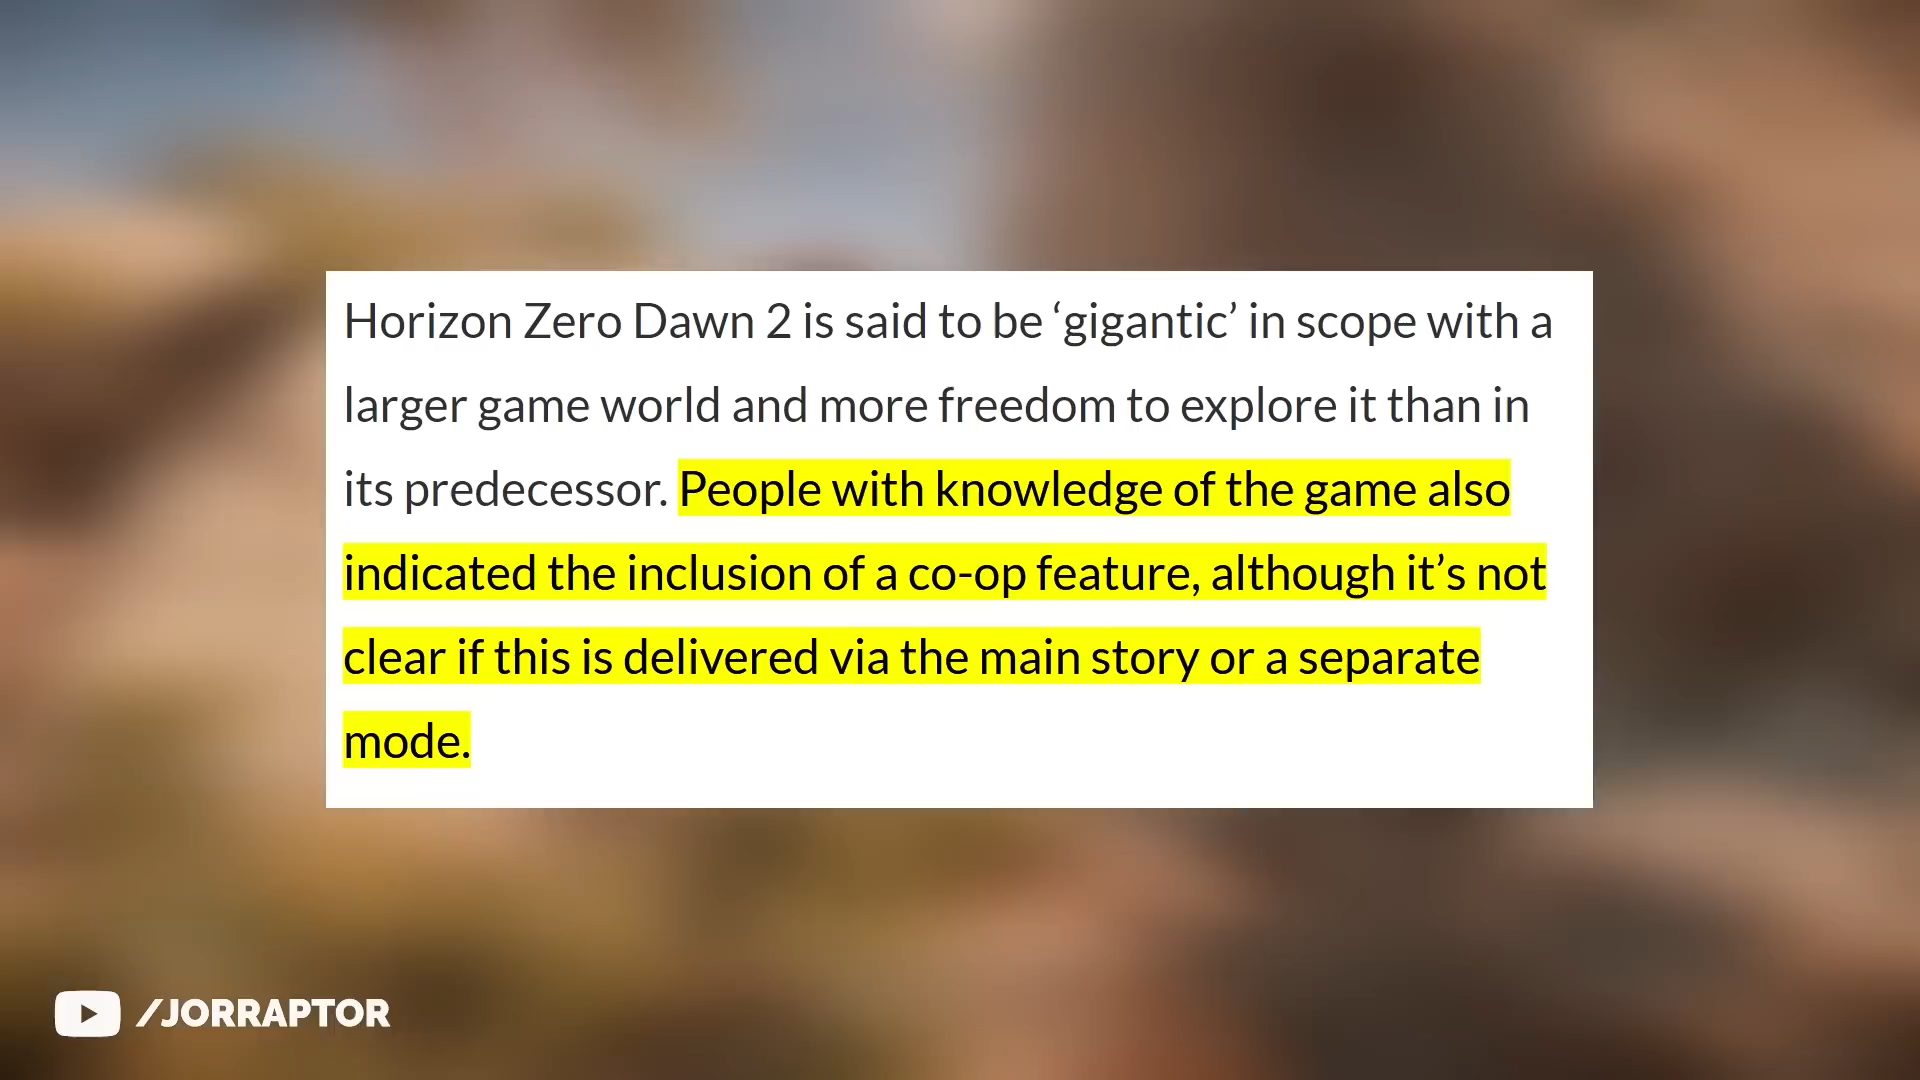 Horizon Zero Dawn 2 is said to be ‘gigantic’ in scope with a
larger game world and more freedom to explore it than in
its predecessor. People with knowledge of the game also
indicated the inclusion of a co-op feature, although it’s not
clear if this is delivered via the main story or a separate
mode.
/JORRAPTOR